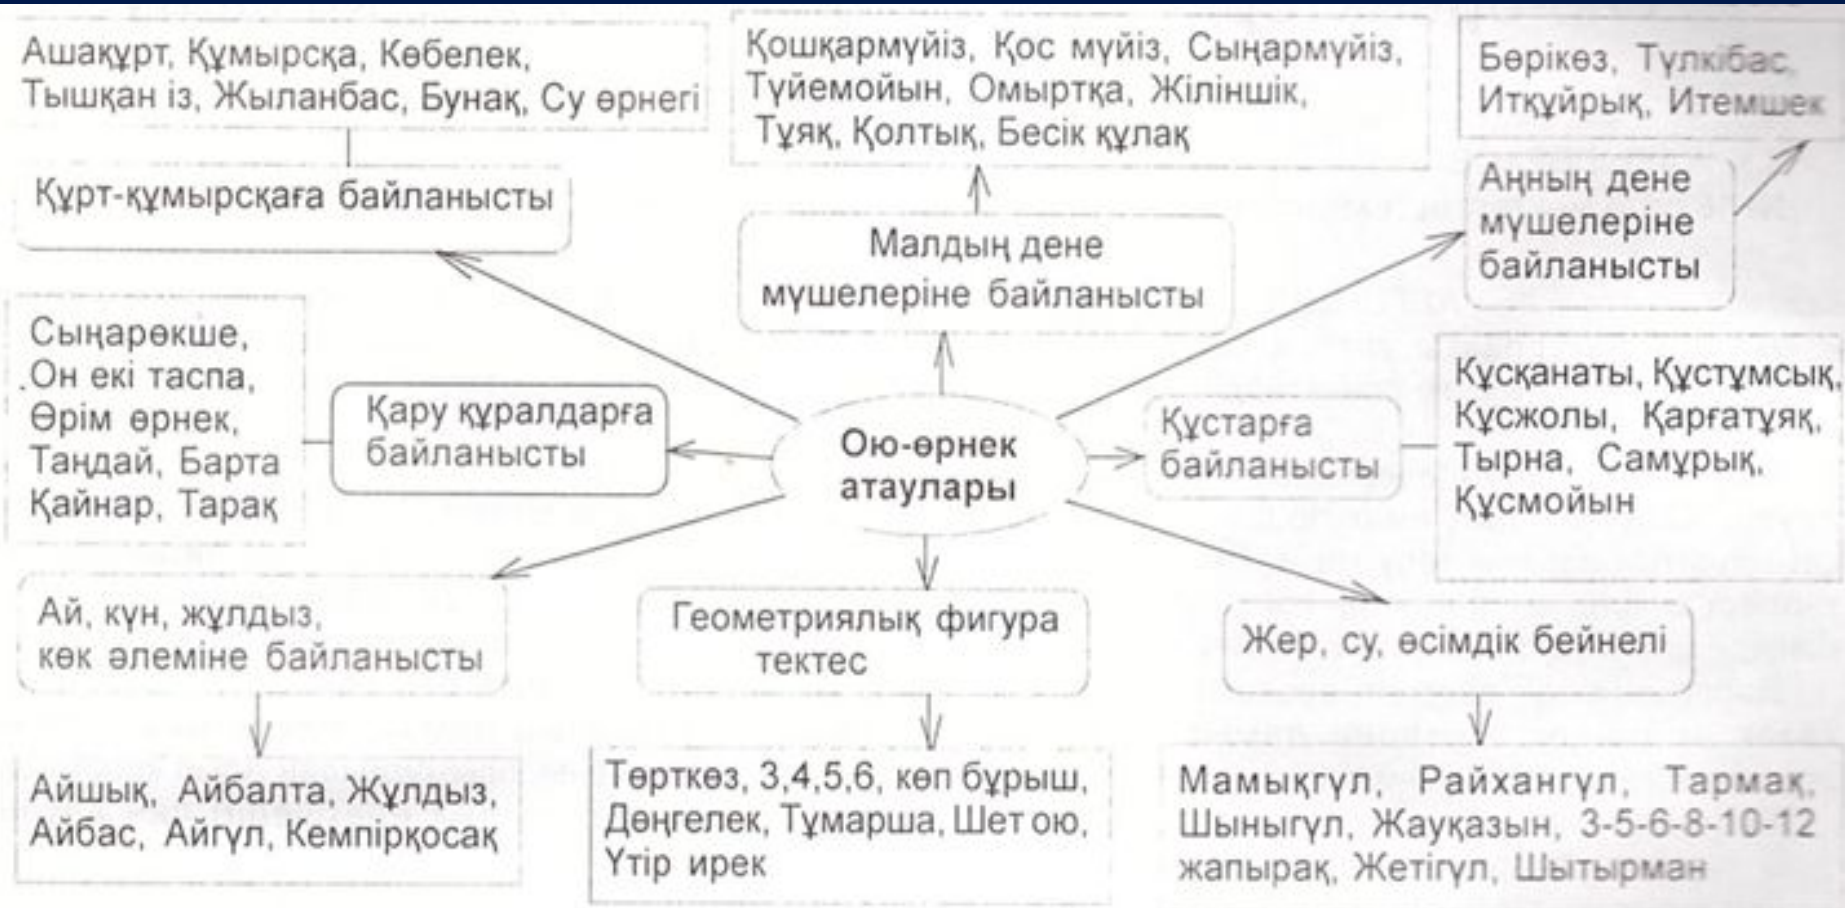 Ашақұрт, Құмырсқа, Көбелек,
Тышқан із, Жыланбас, Бунақ, Су өрнегі
Құрт-құмырсқаға байланысты
Қошқармүйіз, Қос мүйіз, Сыңармүйіз,
Түйемойын, Омыртқа, Жіліншік,
Тұяқ, Қолтық, Бесік құлақ
Малдың дене
мүшелеріне байланысты
Бөрікөз, Түлкібас,
Итқұйрық, Итемшек
Аңның дене
мүшелеріне
байланысты
Сыңарөкше,
Он екі таспа,
Өрім өрнек,
Таңдай, Барта
Қайнар, Тарақ
Қару құралдарға
байланысты
Ою-өрнек
атаулары
Құстарға
байланысты
Құсқанаты, Құстұмсық,
Құсжолы, Қарғатұяқ,
Тырна, Самұрық,
Құсмойын
Ай, күн, жұлдыз,
көк әлеміне байланысты
Айшық, Айбалта, Жұлдыз,
Айбас, Айгүл, Кемпірқосақ
Геометриялық фигура
тектес
Төрткөз, 3,4,5,6, көп бұрыш,
Дөңгелек, Тұмарша, Шет ою,
Үтір ирек
Жер, су, өсімдік бейнелі
Мамықгүл, Райхангүл, Тармақ,
Шыныгүл, Жауқазын, 3-5-6-8-10-12
жапырақ, Жетігүл, Шытырман